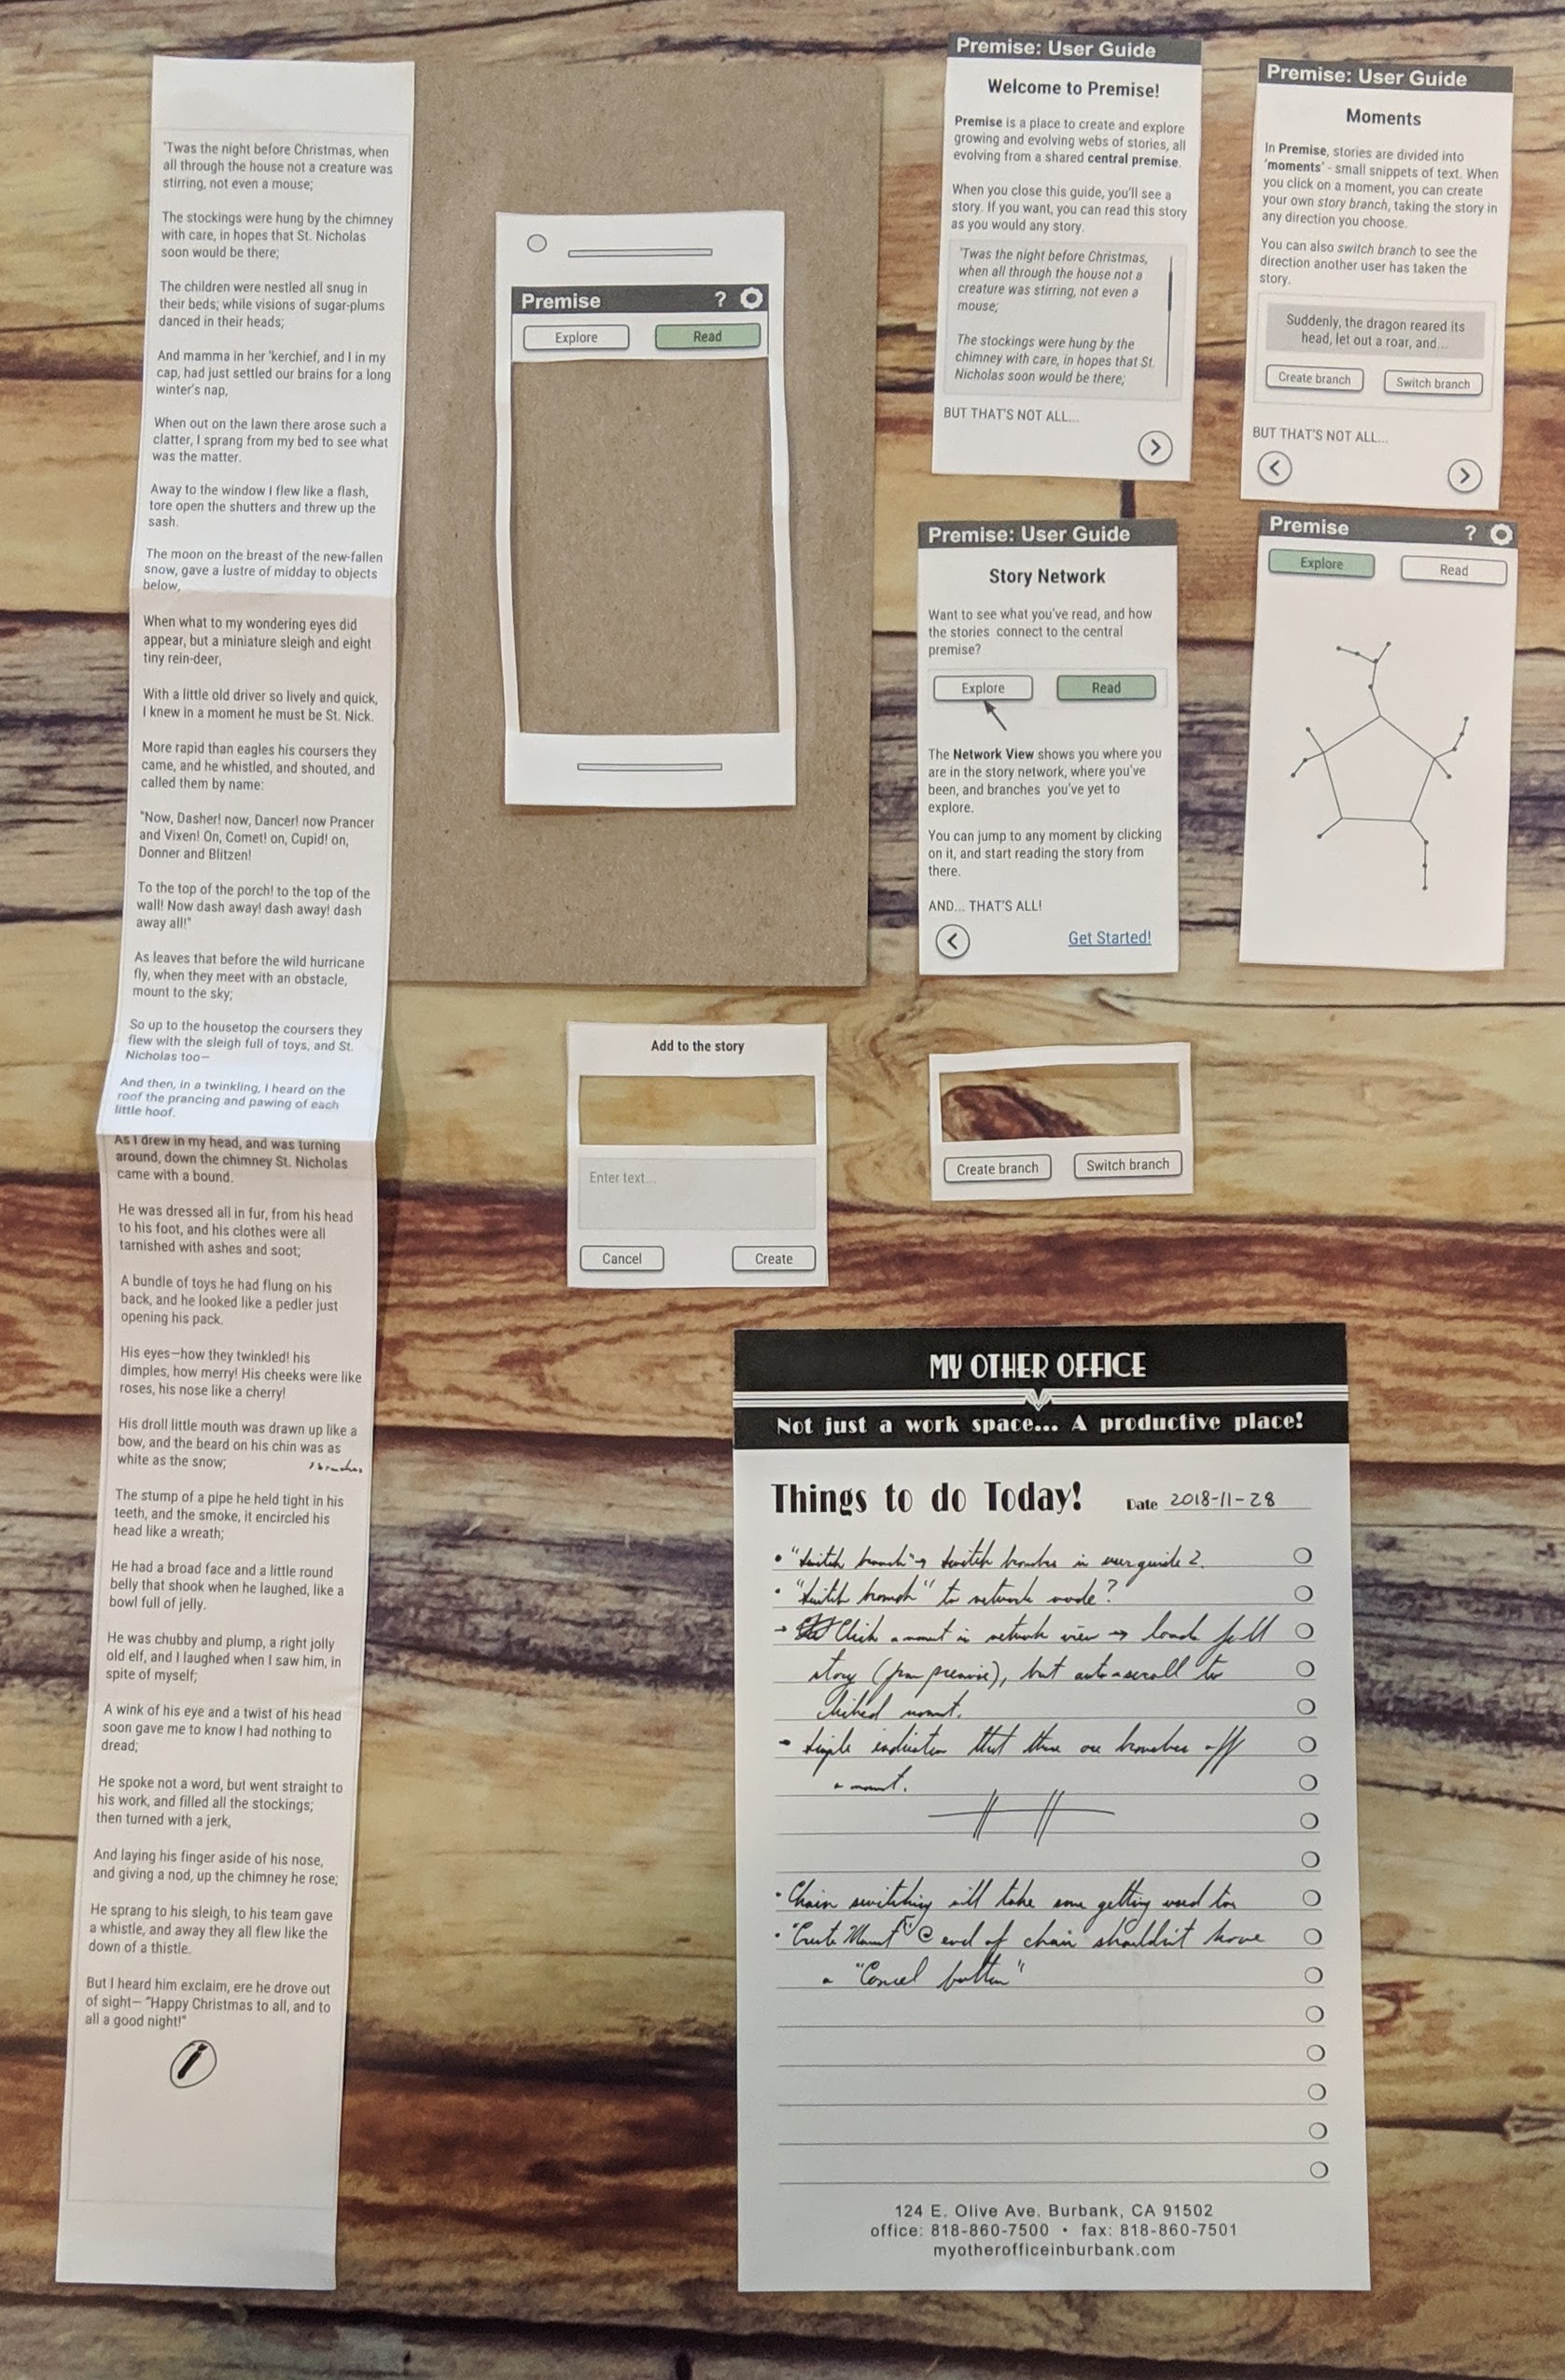 'Twas the night before Christmas, when
all through the house not a creature was
stirring, not even a mouse;
The stockings were hung by the chimney
with care, in hopes that St. Nicholas
soon would be there;
The children were nestled all snug in
their beds; while visions of sugar-plums
danced in their heads;
And mamma in her 'kerchief, and I in my
cap, had just settled our brains for a long
winter's nap,
When out on the lawn there arose such a
clatter, I sprang from my bed to see what
was the matter.
Away to the window I flew like a flash,
tore open the shutters and threw up the
sash.
The moon on the breast of the new-fallen
snow, gave a lustre of midday to objects
below,
When what to my wondering eyes did
appear, but a miniature sleigh and eight
tiny rein-deer,
With a little old driver so lively and quick,
I knew in a moment he must be St. Nick.
More rapid than eagles his coursers they
came, and he whistled, and shouted, and
called them by name:
"Now, Dasher! now, Dancer! now Prancer
and Vixen! On, Comet! on, Cupid! on,
Donner and Blitzen!
To the top of the porch! to the top of the
wall! Now dash away! dash away! dash
away all!"
As leaves that before the wild hurricane
fly, when they meet with an obstacle,
mount to the sky;
So up to the housetop the coursers they
flew with the sleigh full of toys, and St.
Nicholas too—
And then, in a twinkling, I heard on the
roof the prancing and pawing of each
little hoof.
As I drew in my head, and was turning
around, down the chimney St. Nicholas
came with a bound.
He was dressed all in fur, from his head
to his foot, and his clothes were all
tarnished with ashes and soot;
A bundle of toys he had flung on his
back, and he looked like a pedler just
opening his pack.
His eyes—how they twinkled! his
dimples, how merry! His cheeks were like
roses, his nose like a cherry!
His droll little mouth was drawn up like a
bow, and the beard on his chin was as
white as the snow;
The stump of a pipe he held tight in his
teeth, and the smoke, it encircled his
head like a wreath;
He had a broad face and a little round
belly that shook when he laughed, like a
bowl full of jelly.
He was chubby and plump, a right jolly
old elf, and I laughed when I saw him, in
spite of myself;
A wink of his eye and a twist of his head
soon gave me to know I had nothing to
dread;
He spoke not a word, but went straight to
his work, and filled all the stockings;
then turned with a jerk,
And laying his finger aside of his nose,
and giving a nod, up the chimney he rose;
He sprang to his sleigh, to his team gave
a whistle, and away they all flew like the
down of a thistle.
But I heard him exclaim, ere he drove out
of sight— "Happy Christmas to all, and to
all a good night!"
Premise ?
Explore Read
Premise: User Guide
Welcome to Premise!
Premise is a place to create and explore
growing and evolving webs of stories, all
evolving from a shared central premise.
When you close this guide, you'll see a
story. If you want, you can read this story
as you would any story.
'Twas the night before Christmas,
when all through the house not a
creature was stirring, not even a
mouse;
The stockings were hung by the
chimney with care, in hopes that St.
Nicholas soon would be there;
BUT THAT'S NOT ALL...
Premise: User Guide
Moments
In Premise, stories are divided into
'moments' - small snippets of text. When
you click on a moment, you can create
your own story branch, taking the story in
any direction you choose.
You can also switch branch to see the
direction another user has taken the
story.
Suddenly, the dragon reared its
head, let out a roar, and...
Create branch Switch branch
BUT THAT'S NOT ALL...
Premise: User Guide
Story Network
Want to see what you've read, and how
the stories connect to the central
premise?
Explore Read
The Network View shows you where you
are in the story network, where you've
been, and branches you've yet to
explore.
You can jump to any moment by clicking
on it, and start reading the story from
there.
AND... THAT'S ALL!
Get Started!
Premise ?
Explore Read
Add to the story
Enter text...
Cancel Create
Create branch Switch branch
MY OTHER OFFICE
Not just a work space... A productive place!
Things to do Today! Date 2018-11-28
• "Switch branch" → switch branches in user guide 2.
• "Switch branch" to network mode?
→ Click a moment in network view → loads full
story (from premise), but auto-scroll to
clicked moment.
- Simple indication that there are branches off
a moment.
• Chain switching will take some getting used to
• "Create Moment" @ end of chain shouldn't have
a "Cancel button"
124 E. Olive Ave. Burbank, CA 91502
office: 818-860-7500 • fax: 818-860-7501
myotherofficeinburbank.com